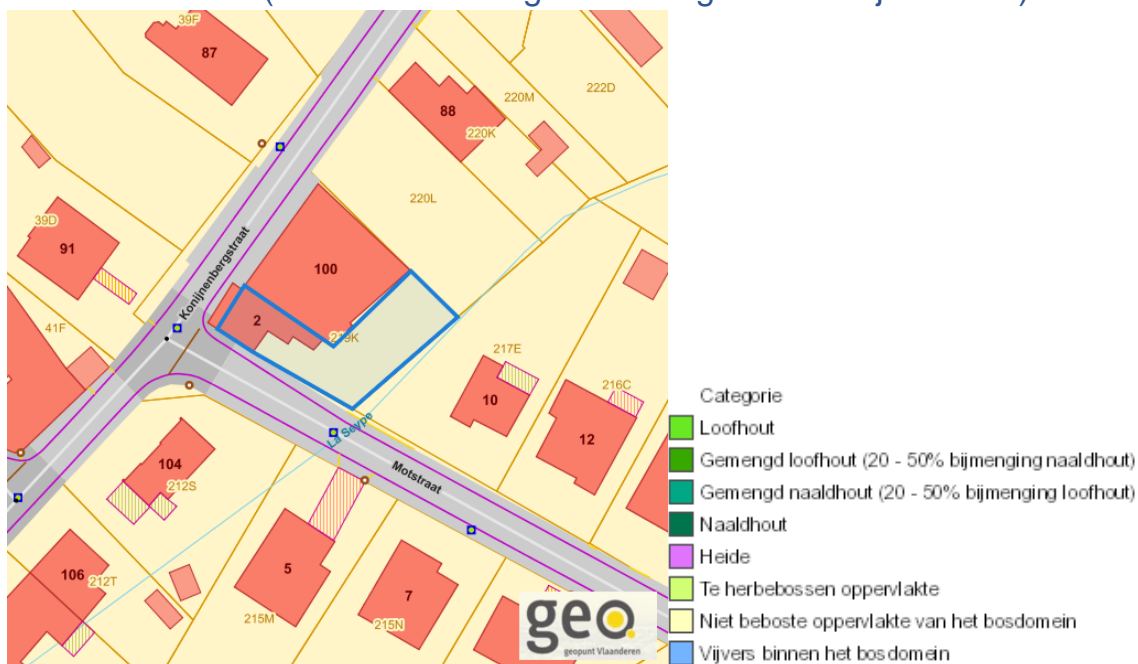 39F
87
88
220M
220K
222D
220L
39D
91
Konijnenbergstraat
100
2
219K
41F
217E
10
216C
12
La Seype
Motstraat
104
212S
106
212T
5
215M
7
215N
geo.
geopunt Vlaanderen
Categorie
Loofhout
Gemengd loofhout (20 - 50% bijmenging naaldhout)
Gemengd naaldhout (20 - 50% bijmenging loofhout)
Naaldhout
Heide
Te herbebossen oppervlakte
Niet beboste oppervlakte van het bosdomein
Vijvers binnen het bosdomein